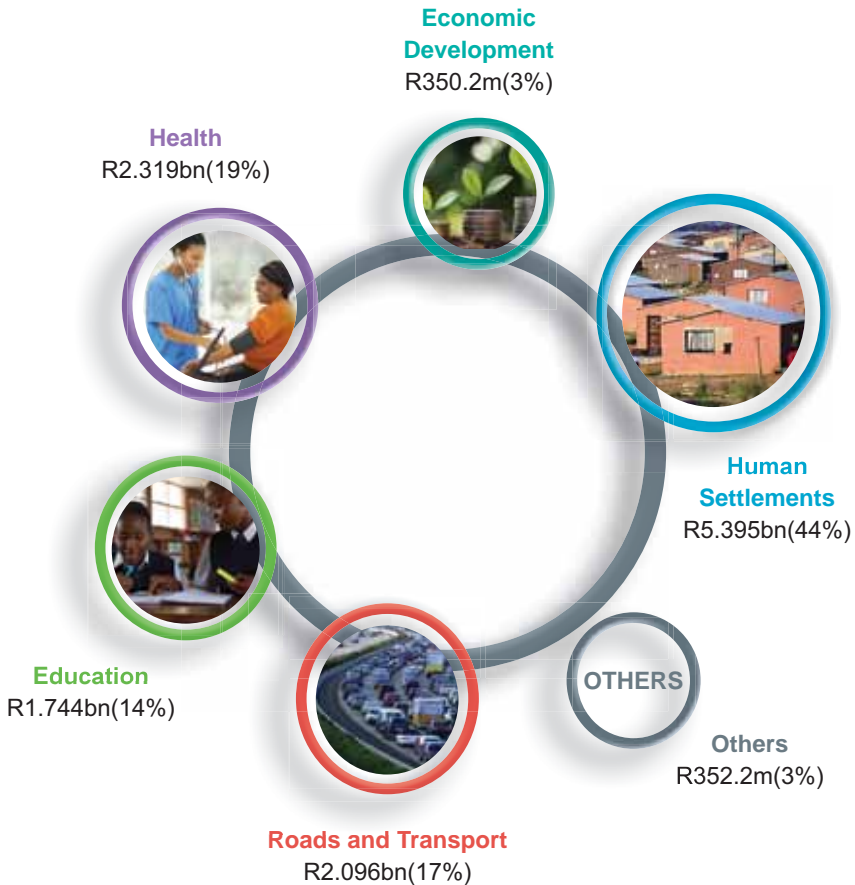 Economic
Development
R350.2m(3%)
Health
R2.319bn(19%)
Human
Settlements
R5.395bn(44%)
Education
R1.744bn(14%)
OTHERS
Others
R352.2m(3%)
Roads and Transport
R2.096bn(17%)